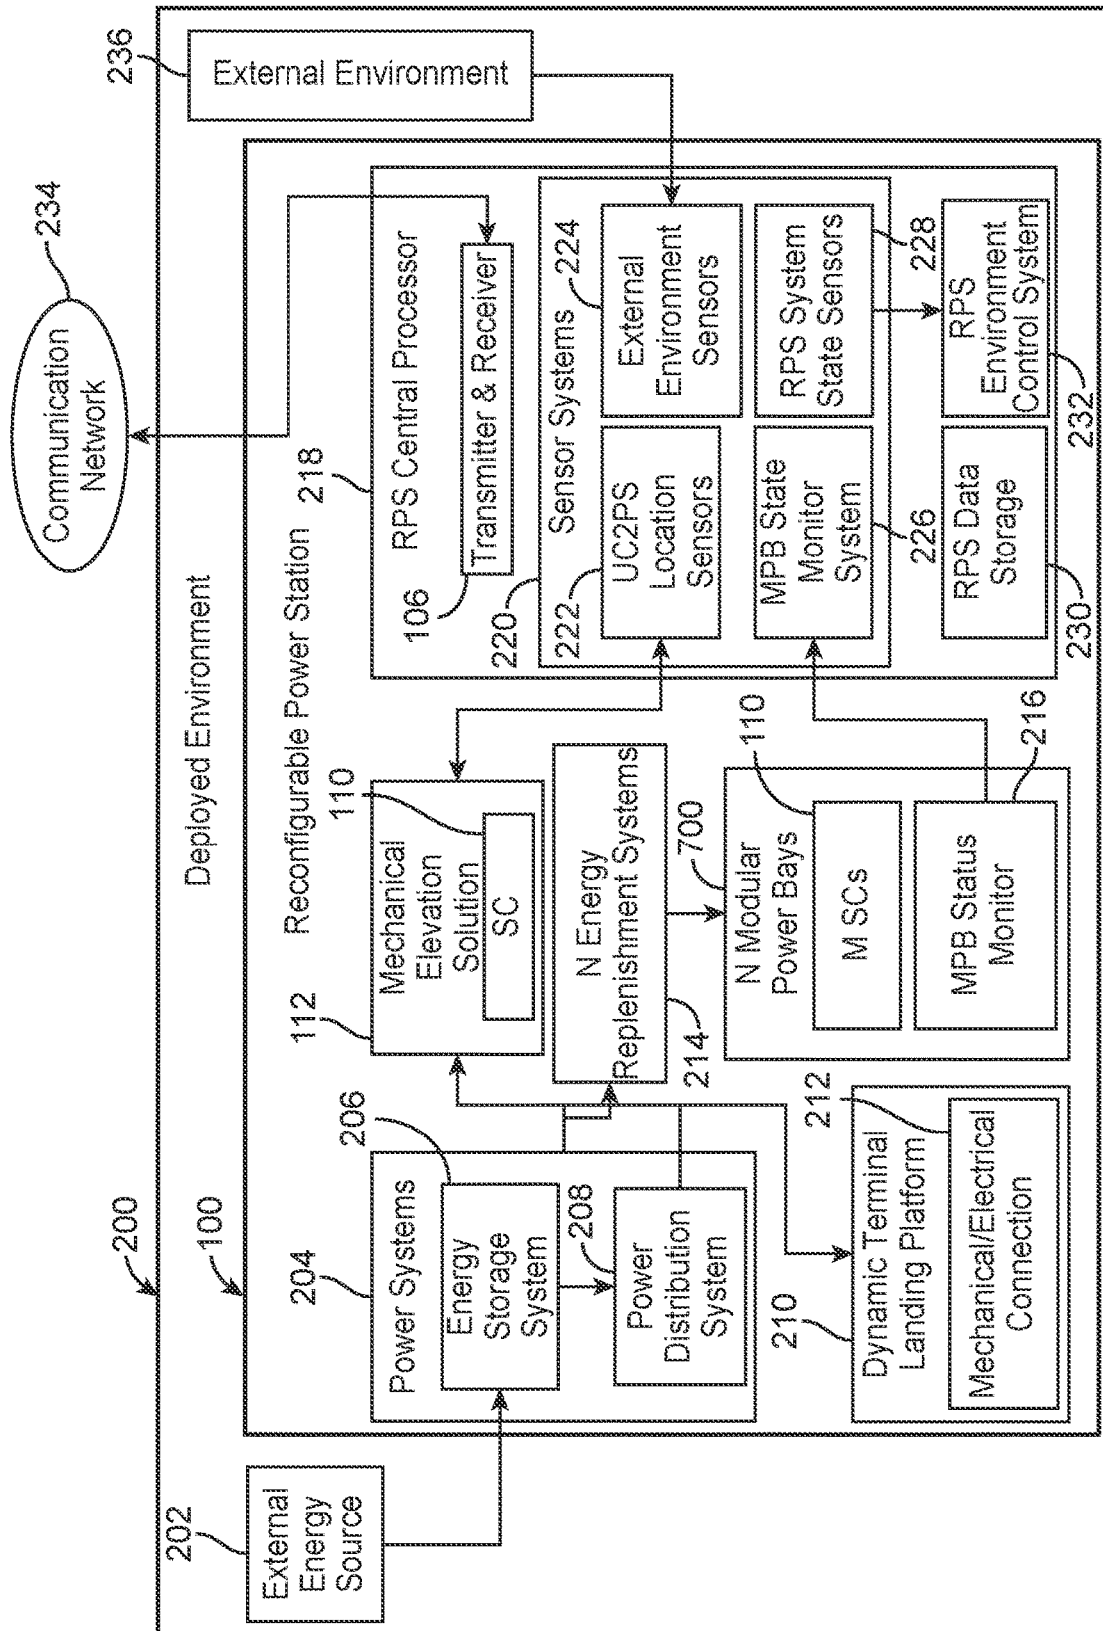 Communication
Network
234
200
Deployed Environment
236
External Environment
202
External
Energy
Source
100
Reconfigurable Power Station
204
Power Systems
206
Energy
Storage
System
208
Power
Distribution
System
210
Dynamic Terminal
Landing Platform
212
Mechanical/Electrical
Connection
112
Mechanical
Elevation
Solution
110
SC
N Energy
Replenishment Systems
214
700
N Modular
Power Bays
110
M SCs
MPB Status
Monitor
216
218
RPS Central Processor
106
Transmitter & Receiver
220
Sensor Systems
222
UC2PS
Location
Sensors
224
External
Environment
Sensors
MPB State
Monitor
System
226
RPS System
State Sensors
228
RPS Data
Storage
230
RPS
Environment
Control System
232